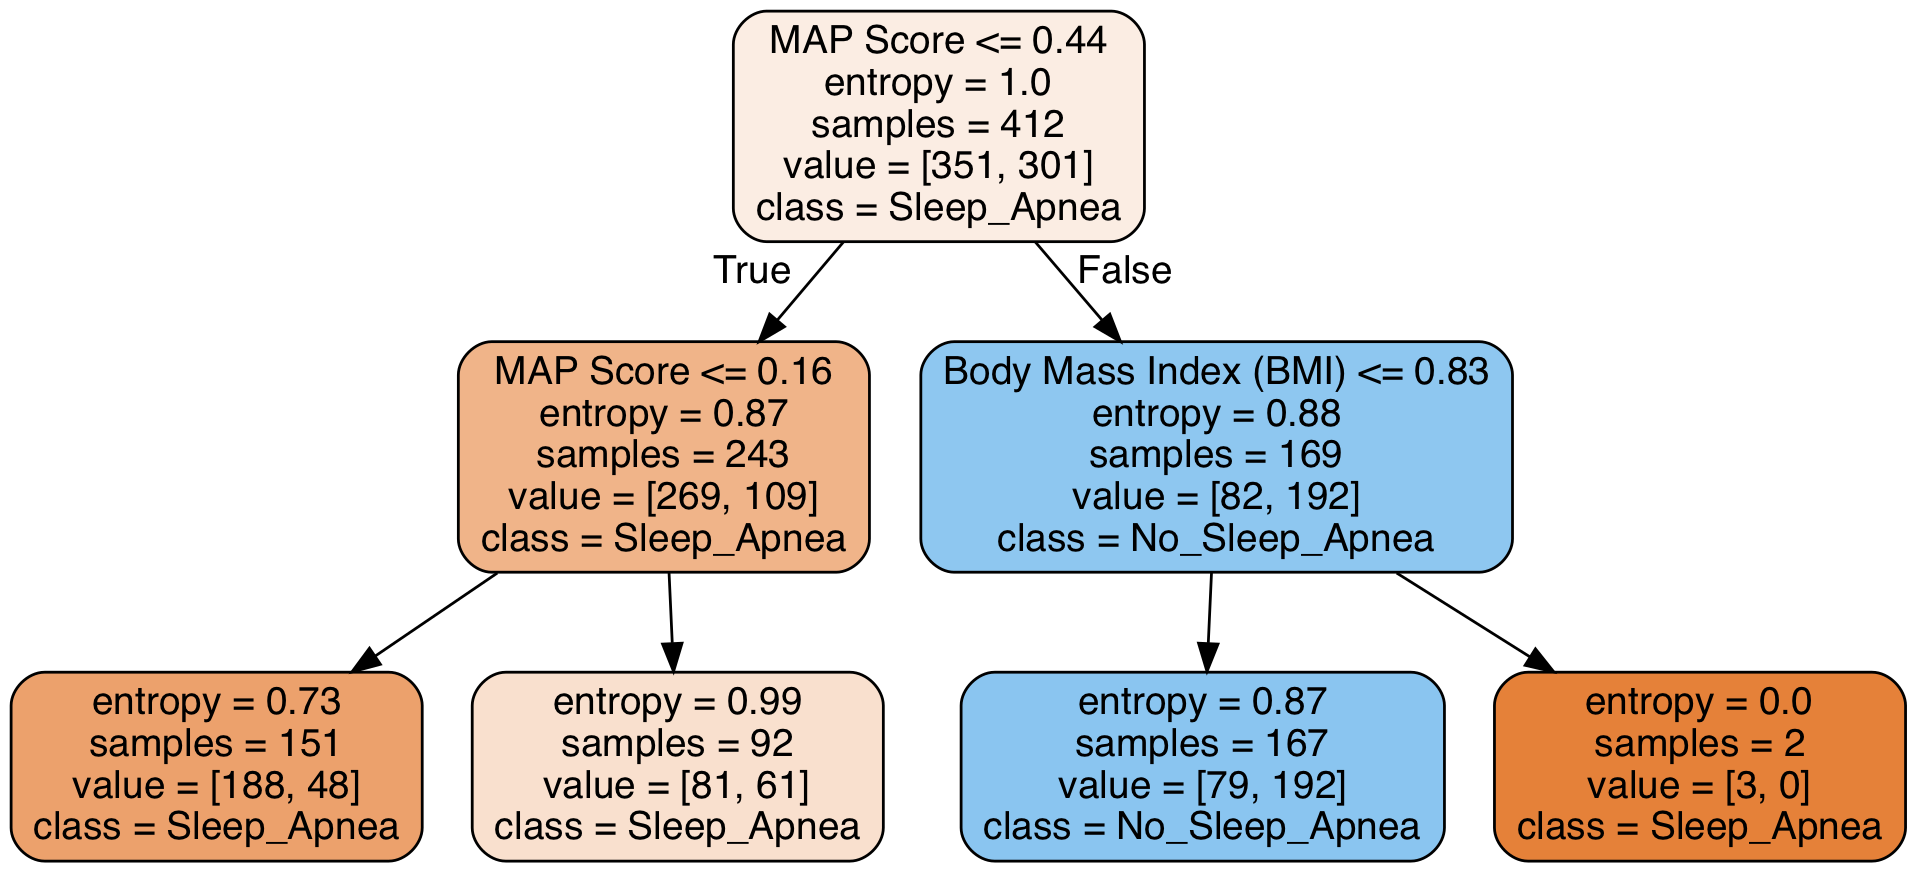 MAP Score <= 0.44
entropy = 1.0
samples = 412
value = [351, 301]
class = Sleep_Apnea
True
False
MAP Score <= 0.16
entropy = 0.87
samples = 243
value = [269, 109]
class = Sleep_Apnea
Body Mass Index (BMI) <= 0.83
entropy = 0.88
samples = 169
value = [82, 192]
class = No_Sleep_Apnea
entropy = 0.73
samples = 151
value = [188, 48]
class = Sleep_Apnea
entropy = 0.99
samples = 92
value = [81, 61]
class = Sleep_Apnea
entropy = 0.87
samples = 167
value = [79, 192]
class = No_Sleep_Apnea
entropy = 0.0
samples = 2
value = [3, 0]
class = Sleep_Apnea